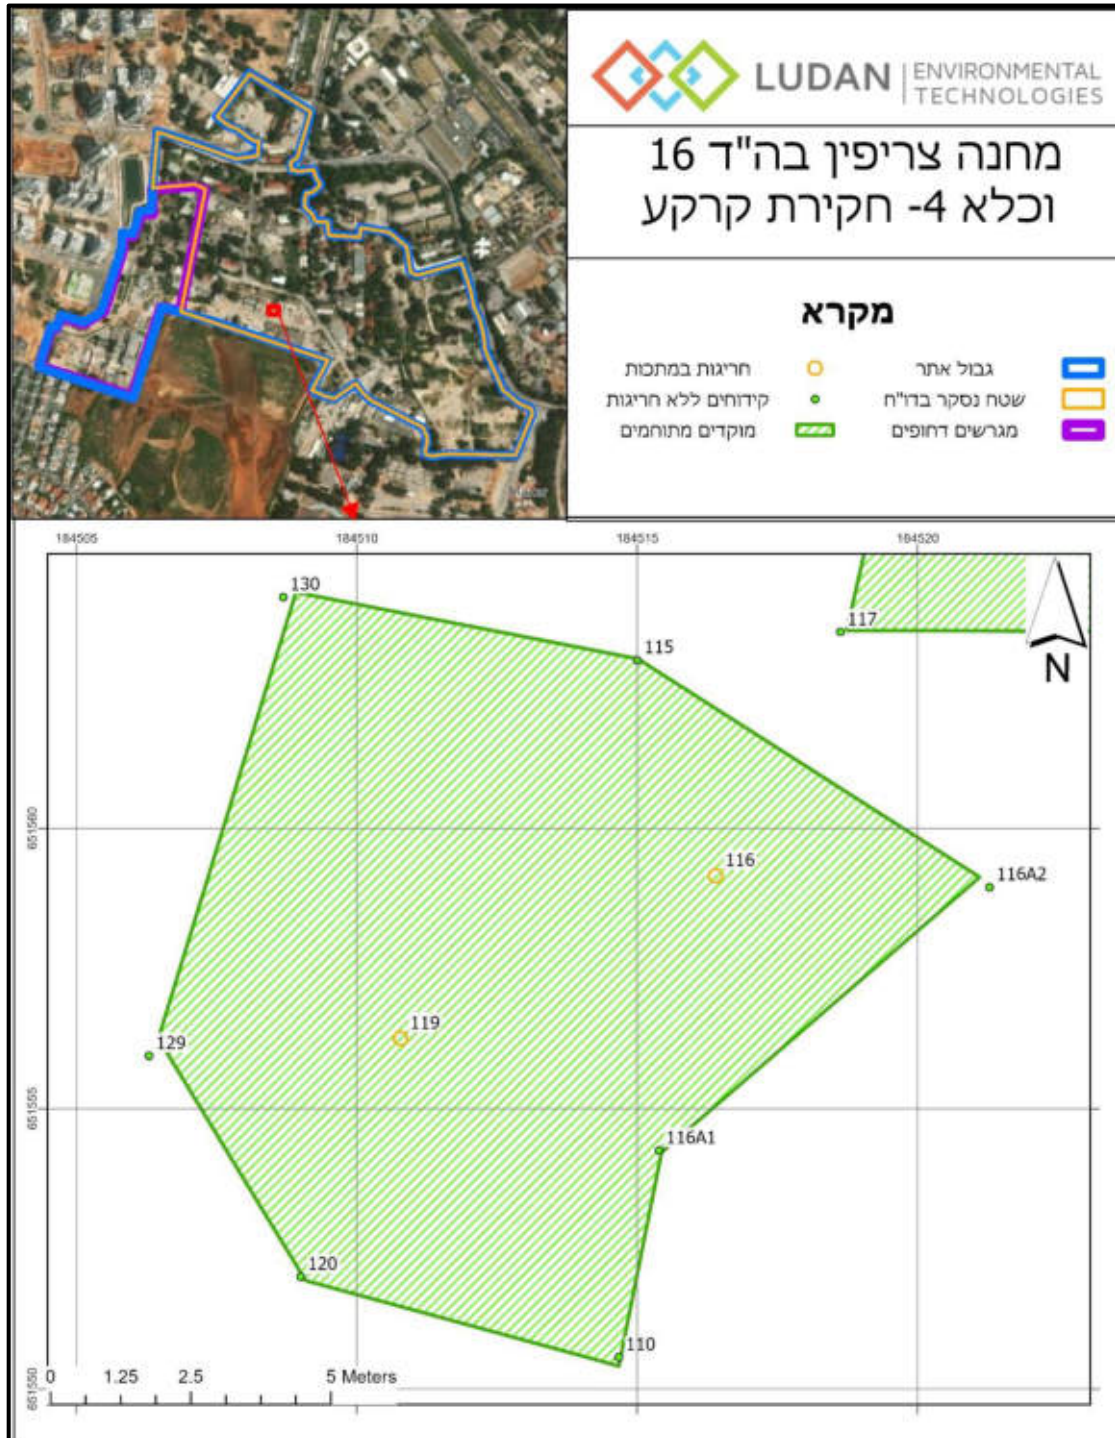 LUDAN
ENVIRONMENTAL
TECHNOLOGIES
מחנה צריפין בה"ד 16
וכלא 4- חקירת קרקע
מקרא
גבול אתר
חריגות במתכות
שטח נסקר בדו"ח
קידוחים ללא חריגות
מגרשים דחופים
מוקדים מתוחמים
184505 184510 184515 184520
130
117
115
651560
116
116A2
119
129
651555
116A1
120
110
0 1.25 2.5 5 Meters
651550
N